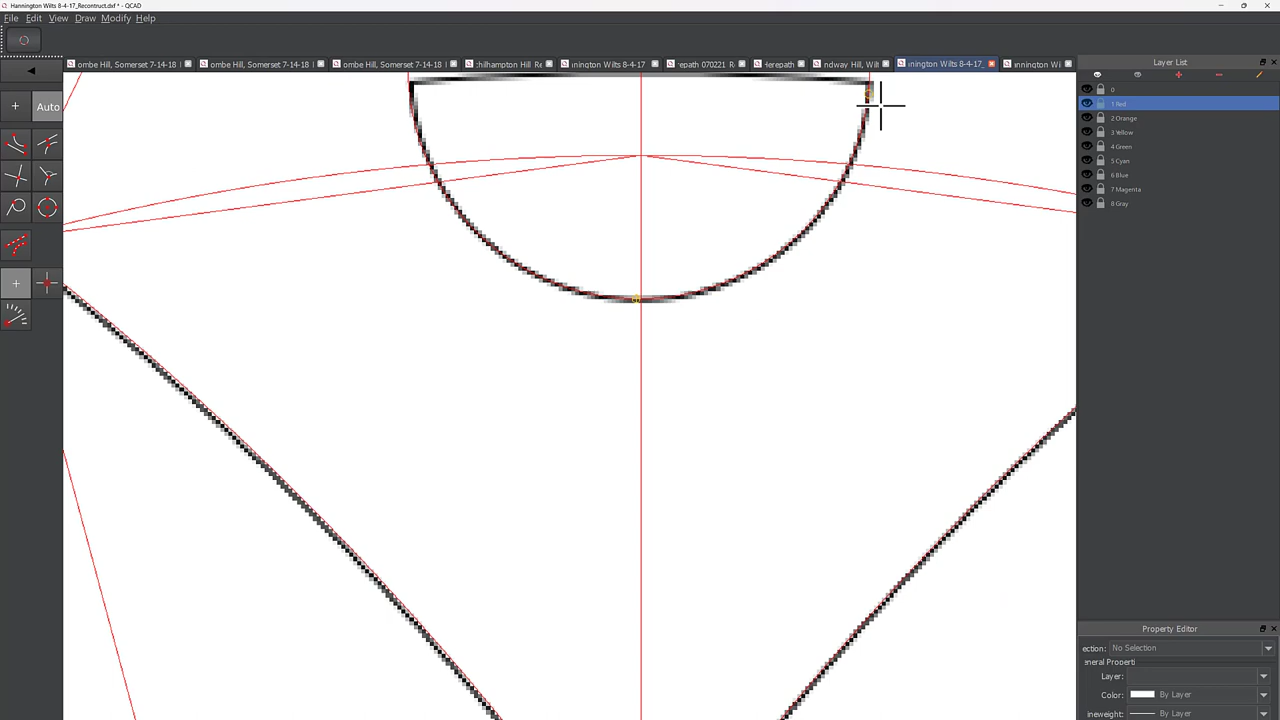 Hannington Wilts 8-4-17_Reconstruct.dxf * - QCAD
File Edit View Draw Modify Help
ombe Hill, Somerset 7-14-18 ombe Hill, Somerset 7-14-18 ombe Hill, Somerset 7-14-18 :hilhampton Hill Re innington Wilts 8-4-17 repath 070221 R Herepath ndway Hill, Wilt nington Wilts 8-4-17_ innington Wi
Layer List
Auto
0
1 Red
2 Orange
3 Yellow
4 Green
5 Cyan
6 Blue
7 Magenta
8 Gray
Property Editor
ection: No Selection
eneral Properti
Layer:
Color: By Layer
ineweight: By Layer